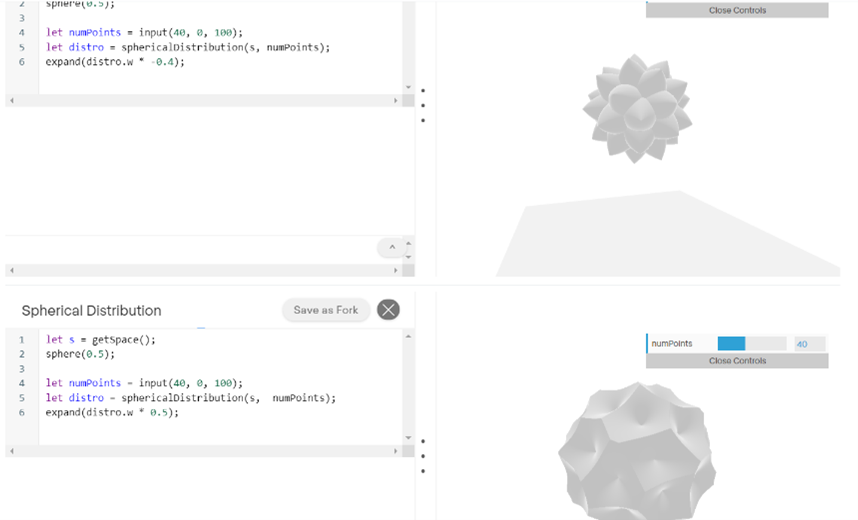 2 sphere(0.5);
3
4 let numPoints = input(40, 0, 100);
5 let distro = sphericalDistribution(s, numPoints);
6 expand(distro.w * -0.4);
Close Controls
Spherical Distribution
Save as Fork
1 let s = getSpace();
2 sphere(0.5);
3
4 let numPoints = input(40, 0, 100);
5 let distro = sphericalDistribution(s,  numPoints);
6 expand(distro.w * 0.5);
numPoints 40
Close Controls